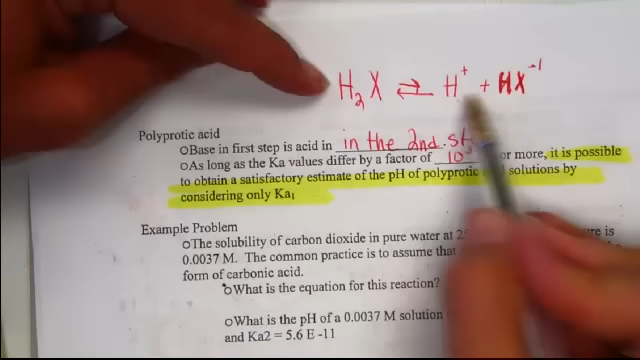 H₂X ⇄ H⁺ + HX⁻¹
Polyprotic acid
Base in first step is acid in in the 2nd
As long as the Ka values differ by a factor of 10 or more, it is possible
to obtain a satisfactory estimate of the pH of polyprotic solutions by
considering only Ka₁
Example Problem
The solubility of carbon dioxide in pure water at is
0.0037 M. The common practice is to assume that
form of carbonic acid.
What is the equation for this reaction?
What is the pH of a 0.0037 M solution
and Ka2 = 5.6 E -11